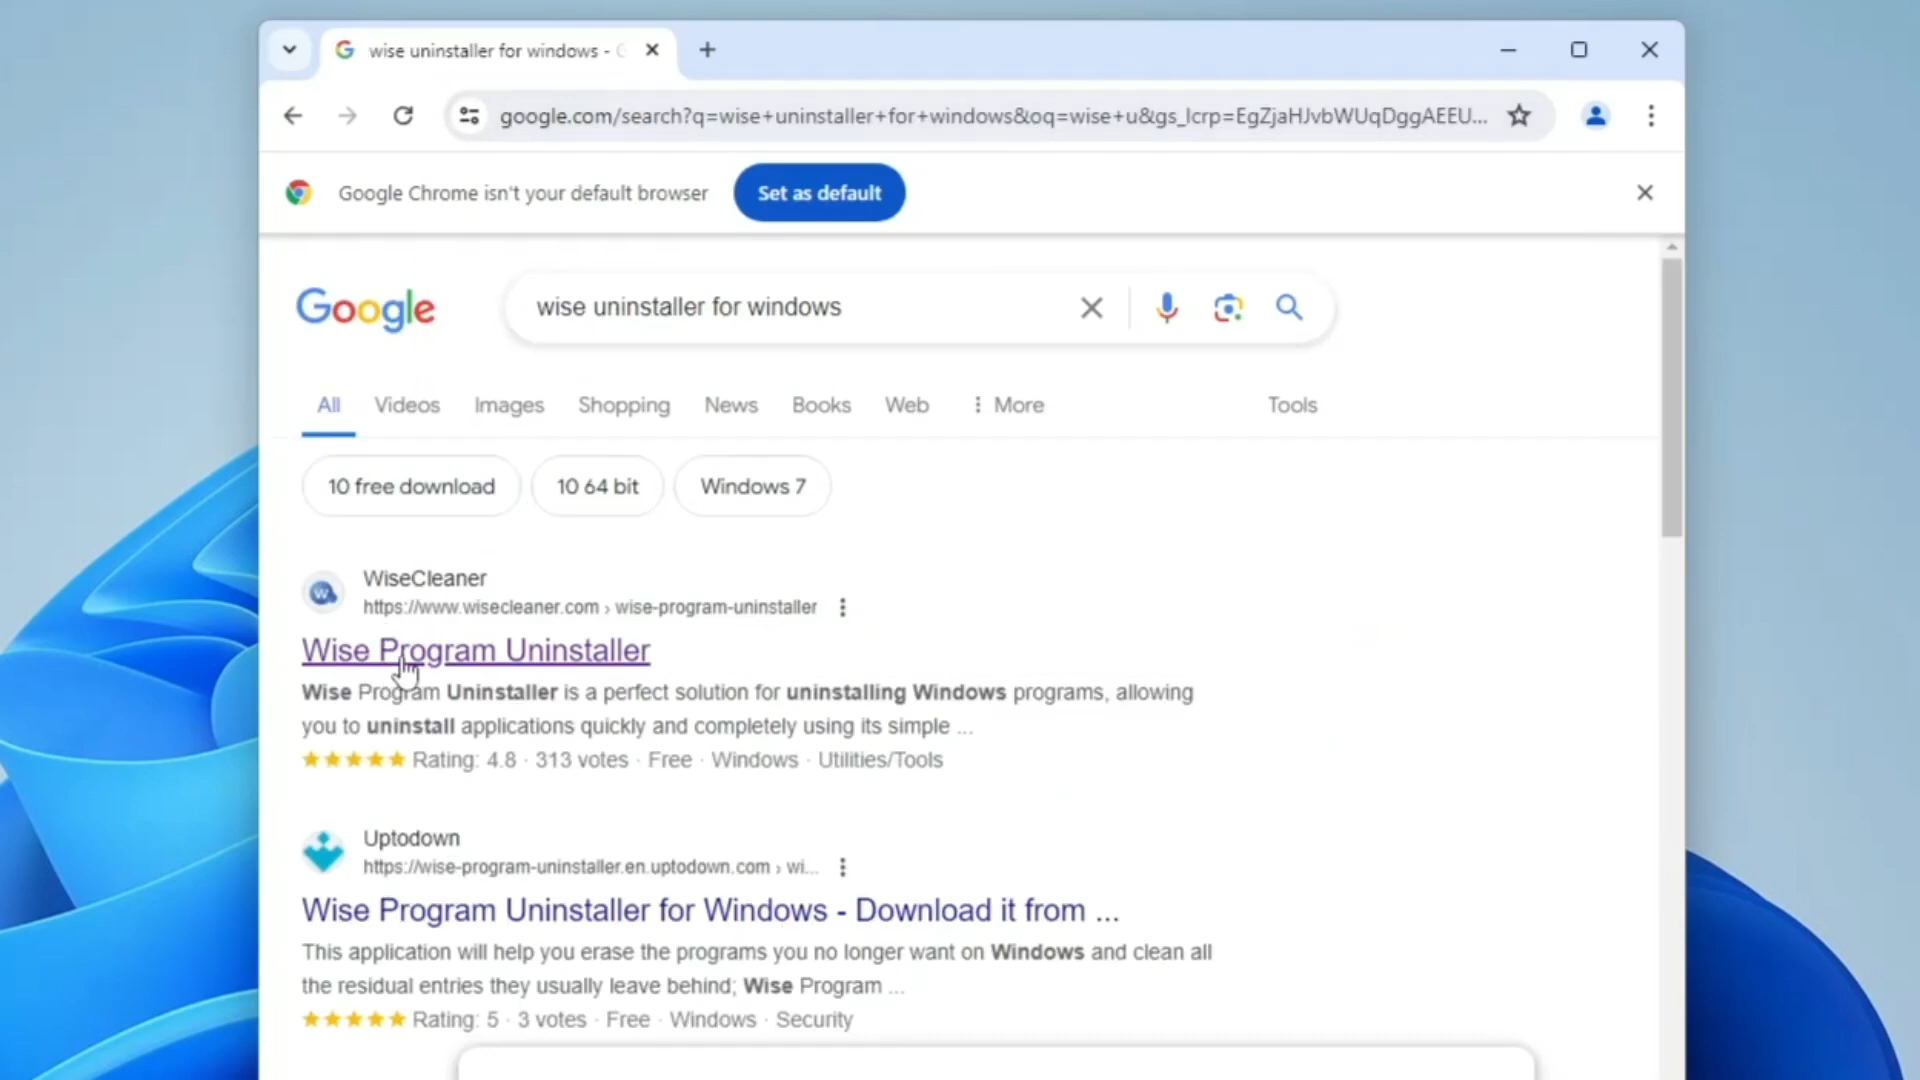 wise uninstaller for windows - G
google.com/search?q=wise+uninstaller+for+windows&oq=wise+u&gs_lcrp=EgZjaHJvbWUqDggAEEU...
Google Chrome isn't your default browser
Set as default
Google
wise uninstaller for windows
All
Videos
Images
Shopping
News
Books
Web
More
Tools
10 free download
10 64 bit
Windows 7
WiseCleaner
https://www.wisecleaner.com › wise-program-uninstaller
Wise Program Uninstaller
Wise Program Uninstaller is a perfect solution for uninstalling Windows programs, allowing
you to uninstall applications quickly and completely using its simple ...
Rating: 4.8 · 313 votes · Free · Windows · Utilities/Tools
Uptodown
https://wise-program-uninstaller.en.uptodown.com › wi...
Wise Program Uninstaller for Windows - Download it from ...
This application will help you erase the programs you no longer want on Windows and clean all
the residual entries they usually leave behind; Wise Program ...
Rating: 5 · 3 votes · Free · Windows · Security